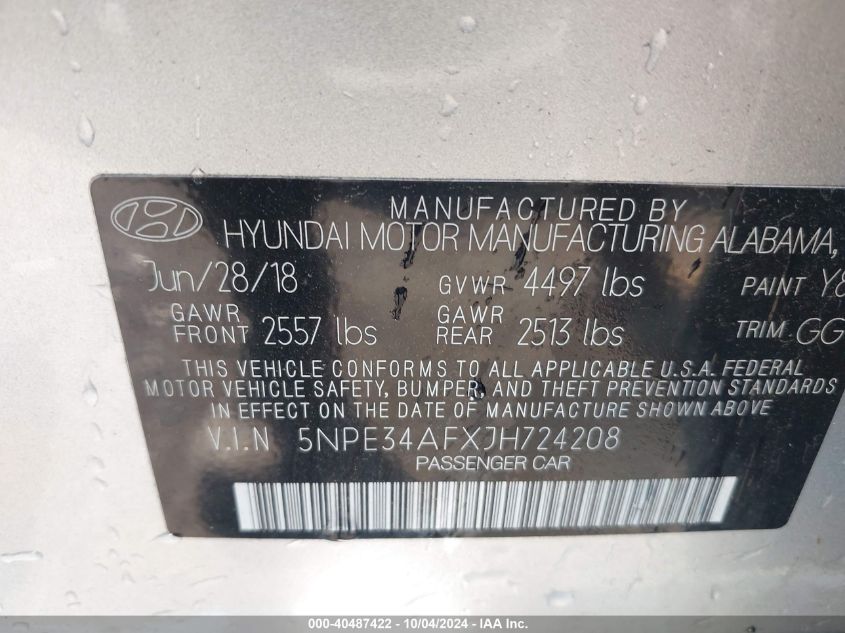 MANUFACTURED BY
HYUNDAI MOTOR MANUFACTURING ALABAMA,
Jun/28/18 GVWR 4497 lbs PAINT Y8
GAWR FRONT 2557 lbs GAWR REAR 2513 lbs TRIM GG
THIS VEHICLE CONFORMS TO ALL APPLICABLE U.S.A. FEDERAL
MOTOR VEHICLE SAFETY, BUMPER, AND THEFT PREVENTION STANDARDS
IN EFFECT ON THE DATE OF MANUFACTURE SHOWN ABOVE
V.I.N 5NPE34AFXJH724208
PASSENGER CAR
000-40487422 - 10/04/2024 - IAA Inc.